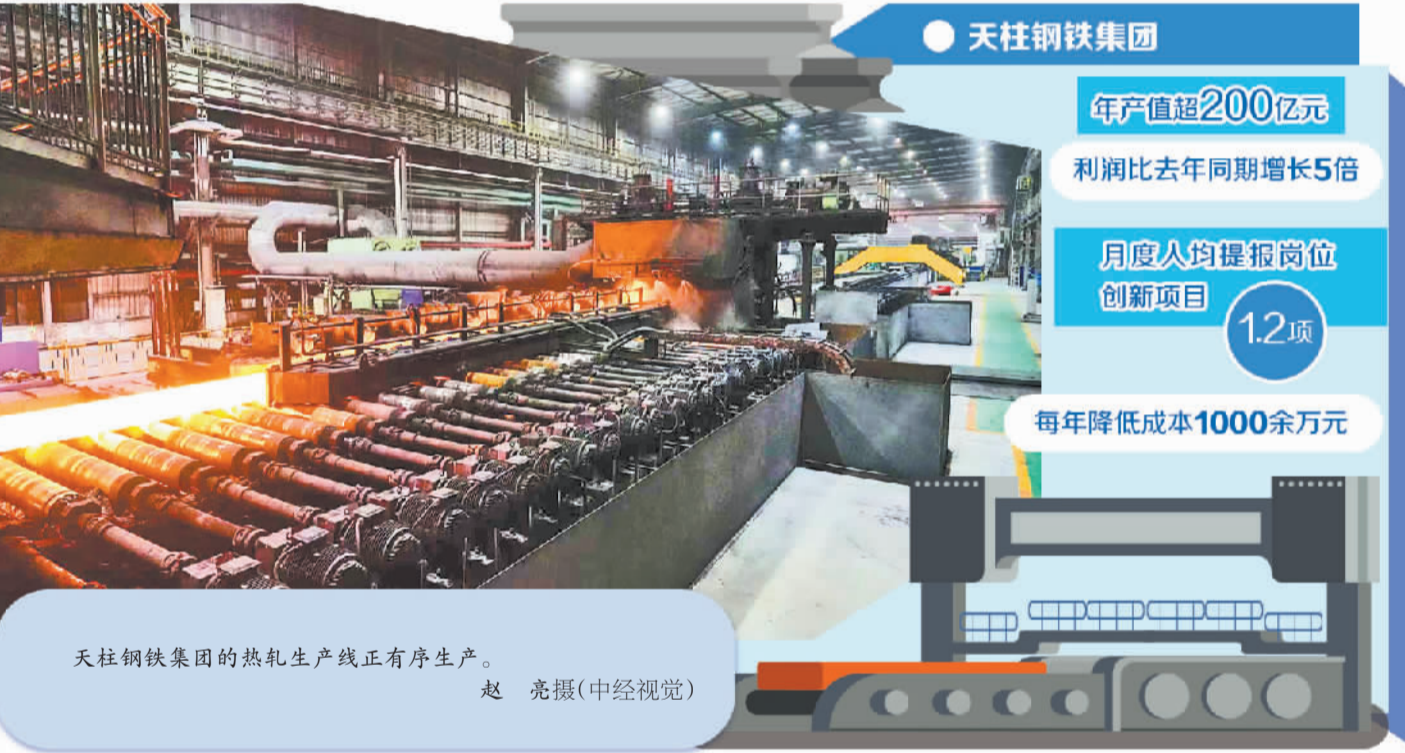 天柱钢铁集团
年产值超200亿元
利润比去年同期增长5倍
月度人均提报岗位
创新项目
1.2项
每年降低成本1000余万元
天柱钢铁集团的热轧生产线正有序生产。
赵　亮摄(中经视觉)